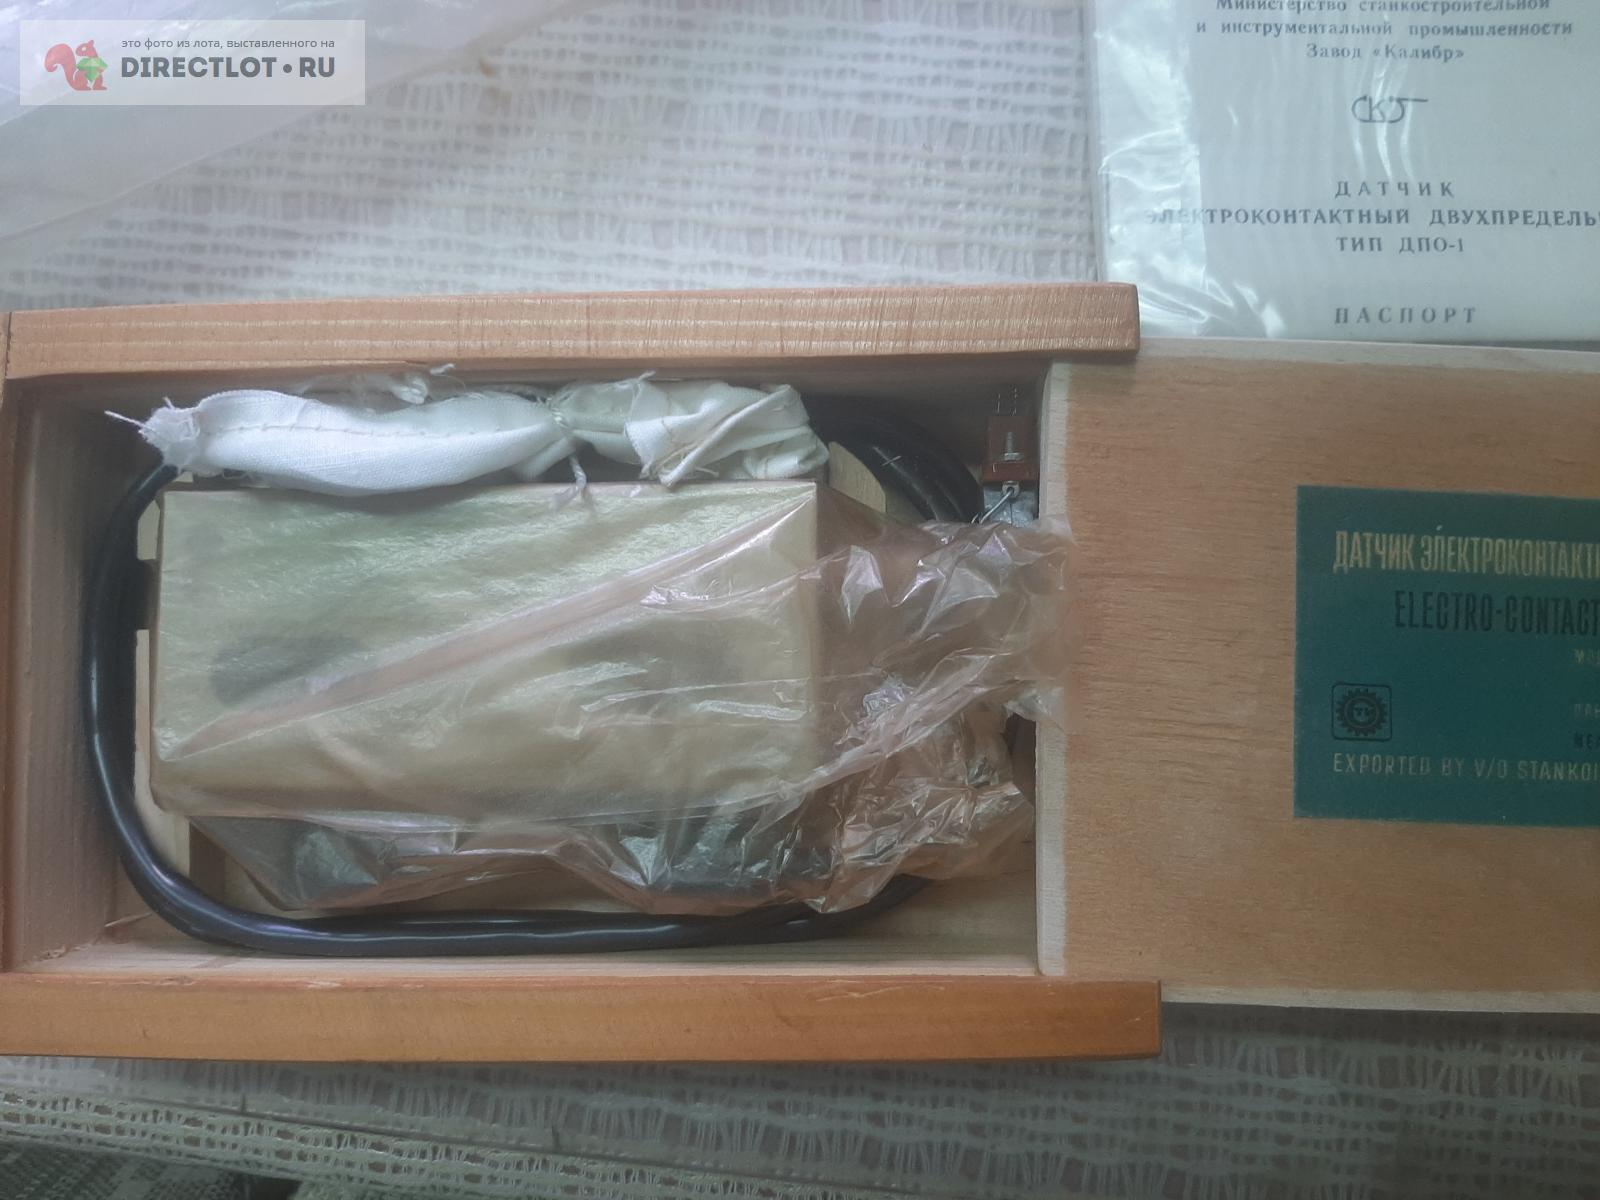 это фото из лота, выставленного на
DIRECTLOT.RU
Министерство станкостроительной
и инструментальной промышленности
Завод «Калибр»
ДАТЧИК
ЭЛЕКТРОКОНТАКТНЫЙ ДВУХПРЕДЕЛЬ
ТИП ДПО-1
ПАСПОРТ
ДАТЧИК ЭЛЕКТРОКОНТАКТ
ELECTRO-CONTACT
EXPORTED BY V/O STANKOI